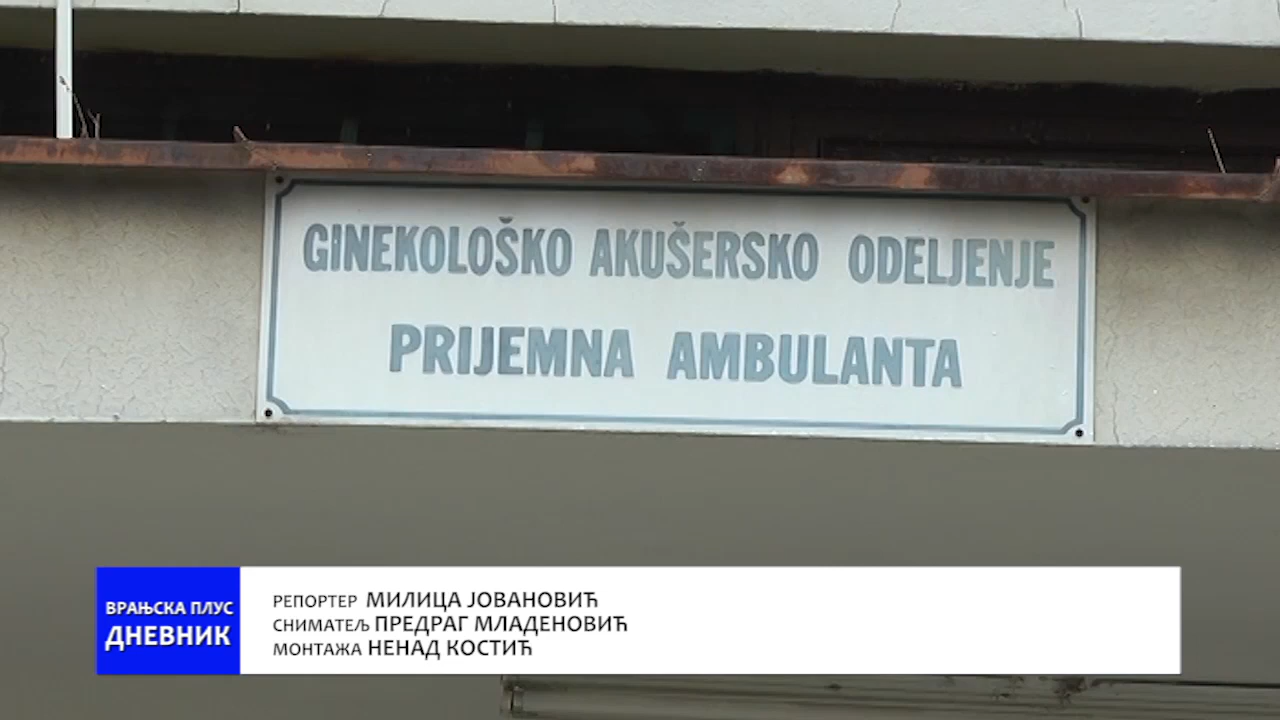 GINEKOLOŠKO AKUŠERSKO ODELJENJE
PRIJEMNA AMBULANTA
ВРАЊСКА ПЛУС
ДНЕВНИК
РЕПОРТЕР МИЛИЦА ЈОВАНОВИЋ
СНИМАТЕЉ ПРЕДРАГ МЛАДЕНОВИЋ
МОНТАЖА НЕНАД КОСТИЋ